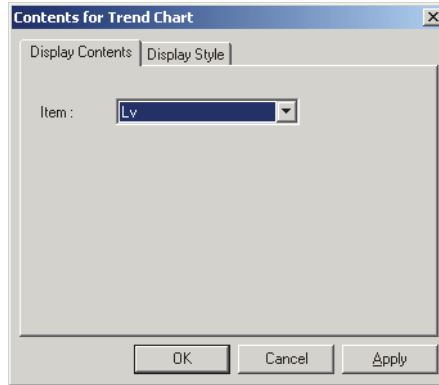 Contents for Trend Chart
Display Contents Display Style
Item : Lv
OK Cancel Apply